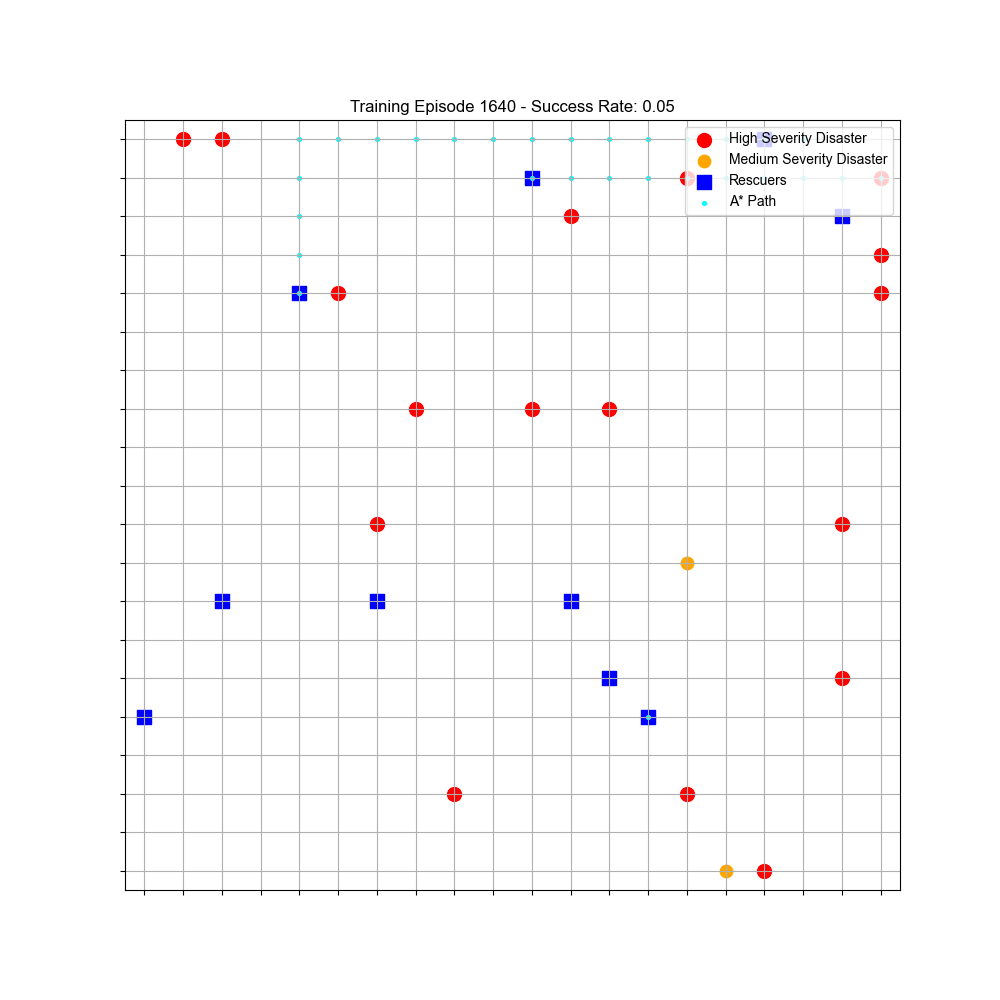 Training Episode 1640 - Success Rate: 0.05
High Severity Disaster
Medium Severity Disaster
Rescuers
A* Path